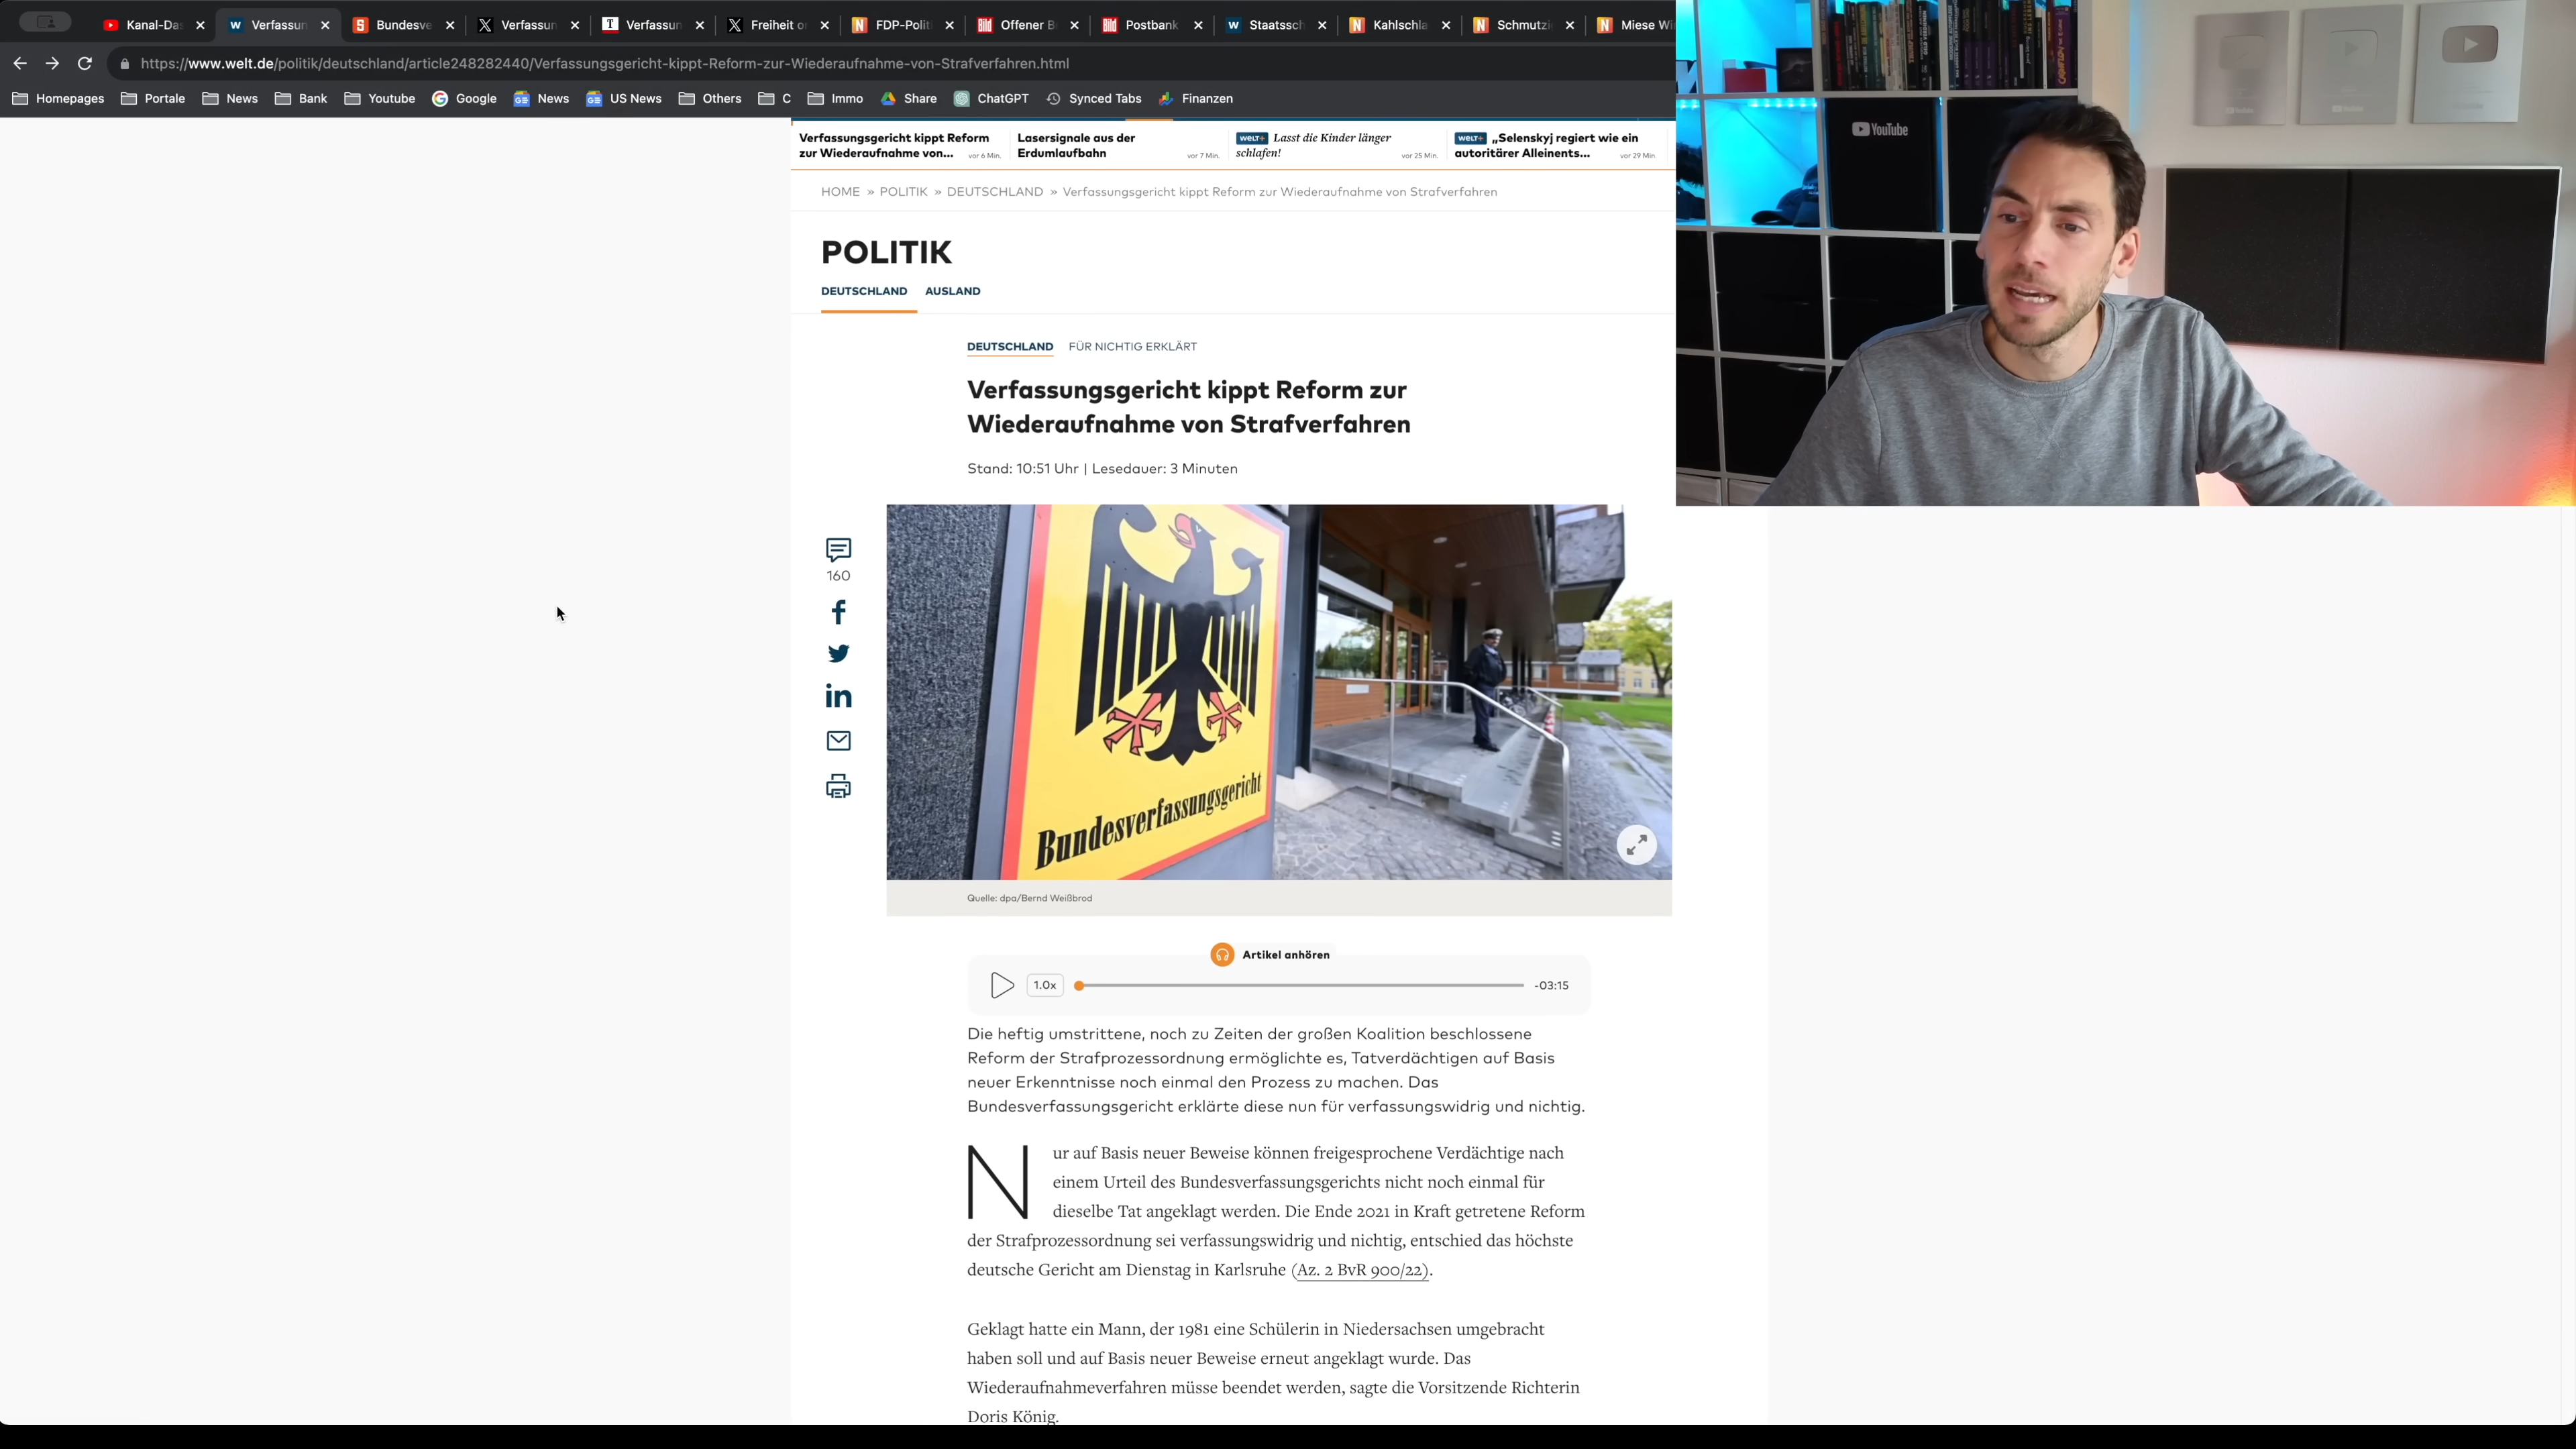 Kanal-Das
Verfassun
Bundesve
Verfassun
Verfassun
Freiheit o
FDP-Polit
Offener B
Postbank
Staatssch
Kahlschla
Schmutzi
Miese Wi
https://www.welt.de/politik/deutschland/article248282440/Verfassungsgericht-kippt-Reform-zur-Wiederaufnahme-von-Strafverfahren.html
Homepages
Portale
News
Bank
Youtube
Google
News
US News
Others
C
Immo
Share
ChatGPT
Synced Tabs
Finanzen
YouTube
Verfassungsgericht kippt Reform
zur Wiederaufnahme von... vor 6 Min.
Lasersignale aus der
Erdumlaufbahn vor 7 Min.
welt+ Lasst die Kinder länger
schlafen! vor 25 Min.
welt+ „Selenskyj regiert wie ein
autoritärer Alleinents... vor 29 Min
HOME » POLITIK » DEUTSCHLAND » Verfassungsgericht kippt Reform zur Wiederaufnahme von Strafverfahren
POLITIK
DEUTSCHLAND AUSLAND
DEUTSCHLAND FÜR NICHTIG ERKLÄRT
Verfassungsgericht kippt Reform zur
Wiederaufnahme von Strafverfahren
Stand: 10:51 Uhr | Lesedauer: 3 Minuten
160
Bundesverfassungsgericht
Quelle: dpa/Bernd Weißbrod
Artikel anhören
1.0x
-03:15
Die heftig umstrittene, noch zu Zeiten der großen Koalition beschlossene
Reform der Strafprozessordnung ermöglichte es, Tatverdächtigen auf Basis
neuer Erkenntnisse noch einmal den Prozess zu machen. Das
Bundesverfassungsgericht erklärte diese nun für verfassungswidrig und nichtig.
Nur auf Basis neuer Beweise können freigesprochene Verdächtige nach
einem Urteil des Bundesverfassungsgerichts nicht noch einmal für
dieselbe Tat angeklagt werden. Die Ende 2021 in Kraft getretene Reform
der Strafprozessordnung sei verfassungswidrig und nichtig, entschied das höchste
deutsche Gericht am Dienstag in Karlsruhe (Az. 2 BvR 900/22).
Geklagt hatte ein Mann, der 1981 eine Schülerin in Niedersachsen umgebracht
haben soll und auf Basis neuer Beweise erneut angeklagt wurde. Das
Wiederaufnahmeverfahren müsse beendet werden, sagte die Vorsitzende Richterin
Doris König.